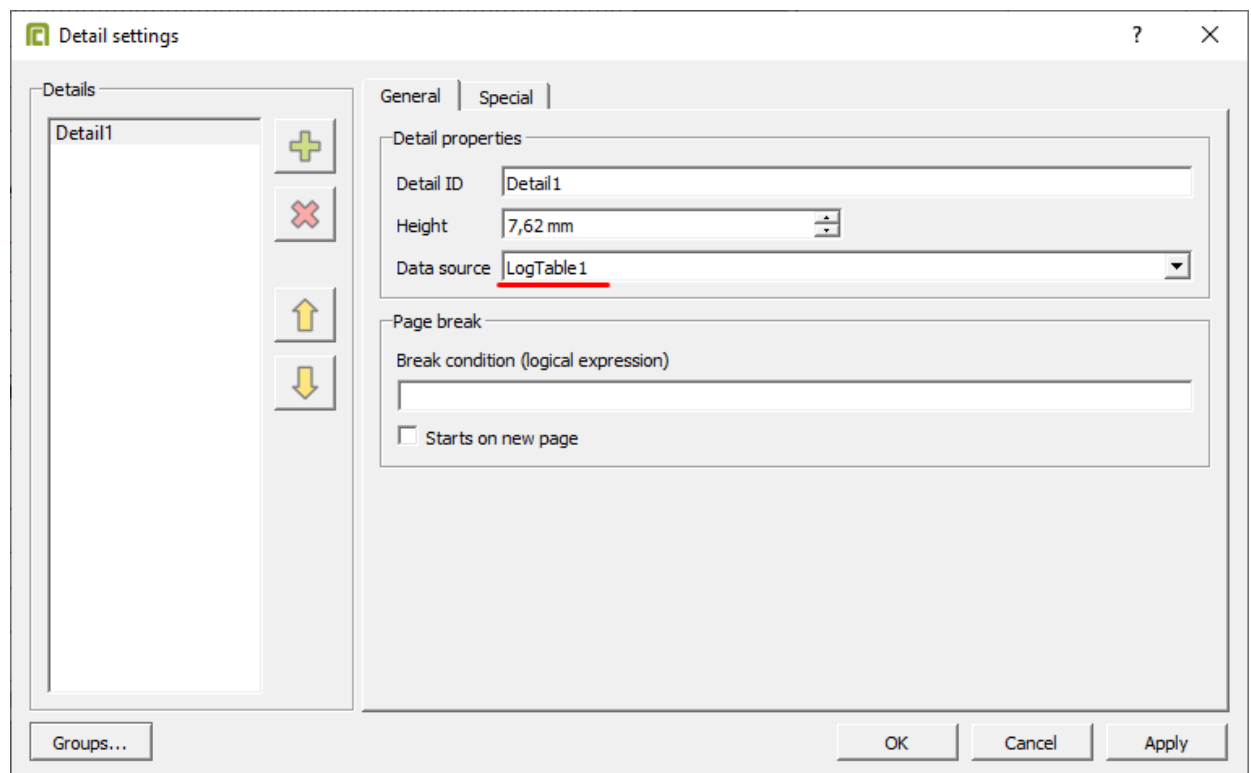 Detail settings
?
Details
Detail1
General
Special
Detail properties
Detail ID
Detail1
Height
7,62 mm
Data source
LogTable1
Page break
Break condition (logical expression)
Starts on new page
Groups...
OK
Cancel
Apply